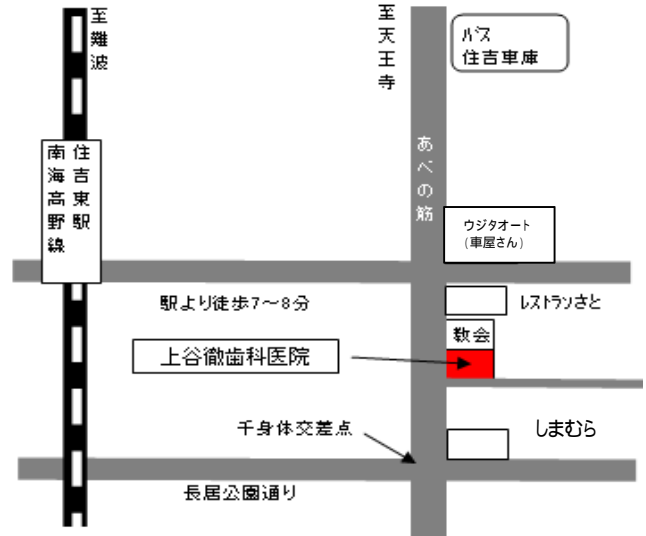 至難波
至天王寺
バス
住吉車庫
住吉東駅
南海高野線
あべの筋
ウジタオート
(車屋さん)
駅より徒歩7~8分
レストランさと
教会
上谷徹歯科医院
千身体交差点
しまむら
長居公園通り